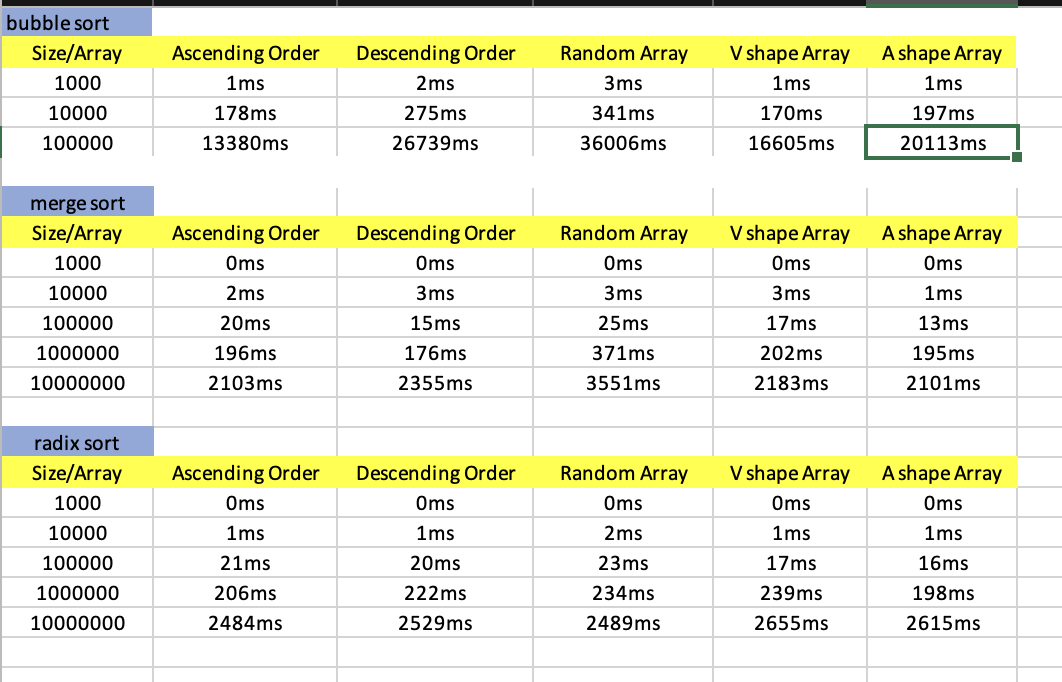 bubble sort
Size/Array Ascending Order Descending Order Random Array V shape Array A shape Array
1000 1ms 2ms 3ms 1ms 1ms
10000 178ms 275ms 341ms 170ms 197ms
100000 13380ms 26739ms 36006ms 16605ms 20113ms
merge sort
Size/Array Ascending Order Descending Order Random Array V shape Array A shape Array
1000 0ms 0ms 0ms 0ms 0ms
10000 2ms 3ms 3ms 3ms 1ms
100000 20ms 15ms 25ms 17ms 13ms
1000000 196ms 176ms 371ms 202ms 195ms
10000000 2103ms 2355ms 3551ms 2183ms 2101ms
radix sort
Size/Array Ascending Order Descending Order Random Array V shape Array A shape Array
1000 0ms 0ms 0ms 0ms 0ms
10000 1ms 1ms 2ms 1ms 1ms
100000 21ms 20ms 23ms 17ms 16ms
1000000 206ms 222ms 234ms 239ms 198ms
10000000 2484ms 2529ms 2489ms 2655ms 2615ms